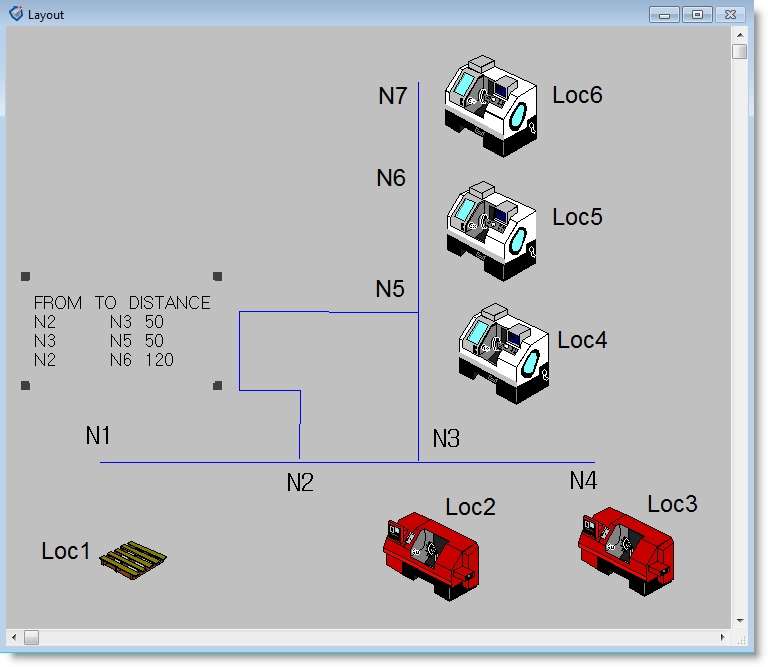 Layout
N7
Loc6
N6
Loc5
N5
FROM TO DISTANCE
N2 N3 50
N3 N5 50
N2 N6 120
Loc4
N1
N3
N2
N4
Loc2
Loc3
Loc1